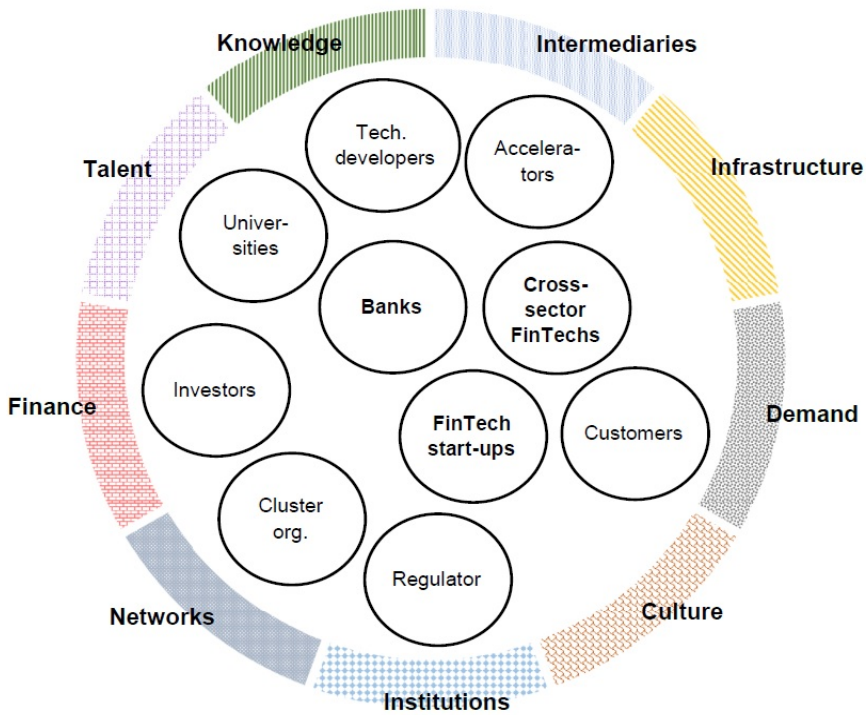 Knowledge
Intermediaries
Tech.
developers
Accelera-
tors
Talent
Infrastructure
Univer-
sities
Banks
Cross-
sector
FinTechs
Investors
Finance
FinTech
start-ups
Customers
Demand
Cluster
org.
Regulator
Networks
Culture
Institutions